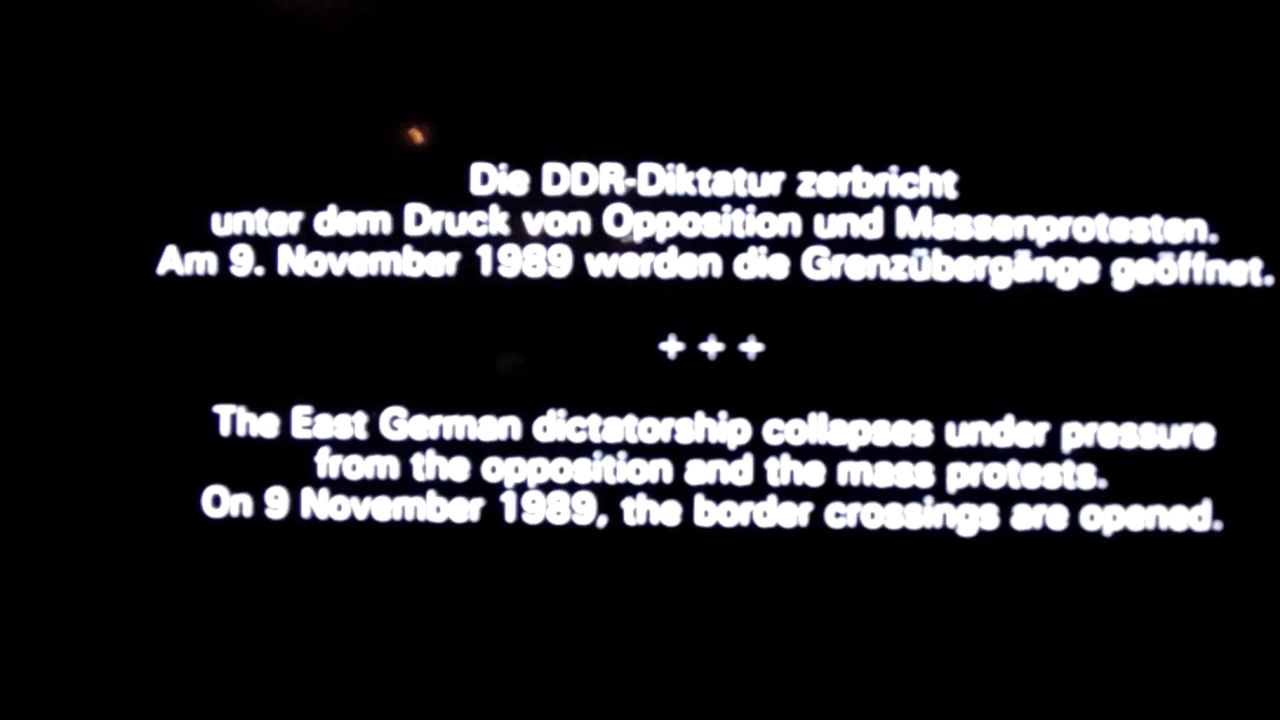 Die DDR-Diktatur zerbricht
unter dem Druck von Opposition und Massenprotesten.
Am 9. November 1989 werden die Grenzübergänge geöffnet.
+ + +
The East German dictatorship collapses under pressure
from the opposition and the mass protests.
On 9 November 1989, the border crossings are opened.